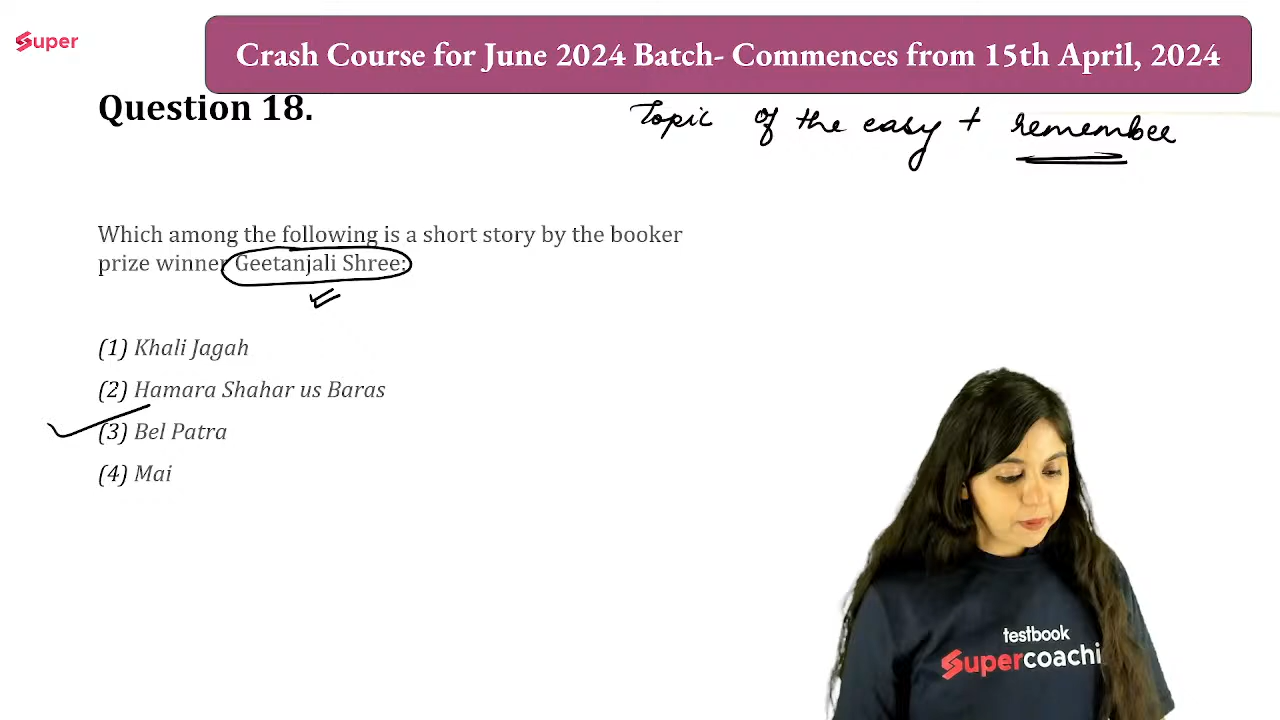 Super
Crash Course for June 2024 Batch- Commences from 15th April, 2024
Question 18.
Topic of the easy + remember
Which among the following is a short story by the booker
prize winner Geetanjali Shree:
(1) Khali Jagah
(2) Hamara Shahar us Baras
(3) Bel Patra
(4) Mai
testbook
Supercoachi